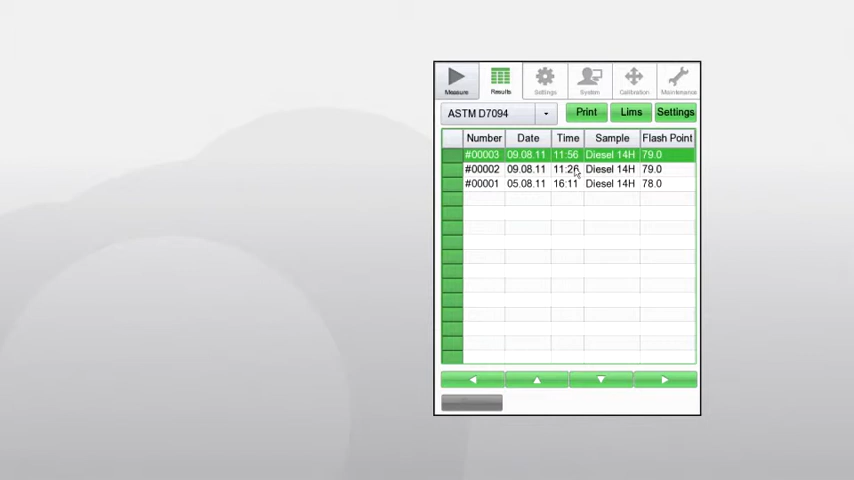 Measure Results Settings System Calibration Maintenance
ASTM D7094 Print Lims Settings
Number Date Time Sample Flash Point
#00003 09.08.11 11:56 Diesel 14H 79.0
#00002 09.08.11 11:26 Diesel 14H 79.0
#00001 05.08.11 16:11 Diesel 14H 78.0